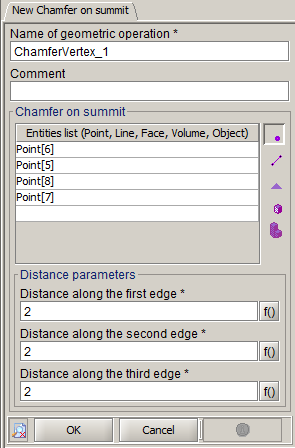 New Chamfer on summit
Name of geometric operation *
ChamferVertex_1
Comment
Chamfer on summit
Entities list (Point, Line, Face, Volume, Object)
Point[6]
Point[5]
Point[8]
Point[7]
Distance parameters
Distance along the first edge *
2 f()
Distance along the second edge *
2 f()
Distance along the third edge *
2 f()
OK Cancel